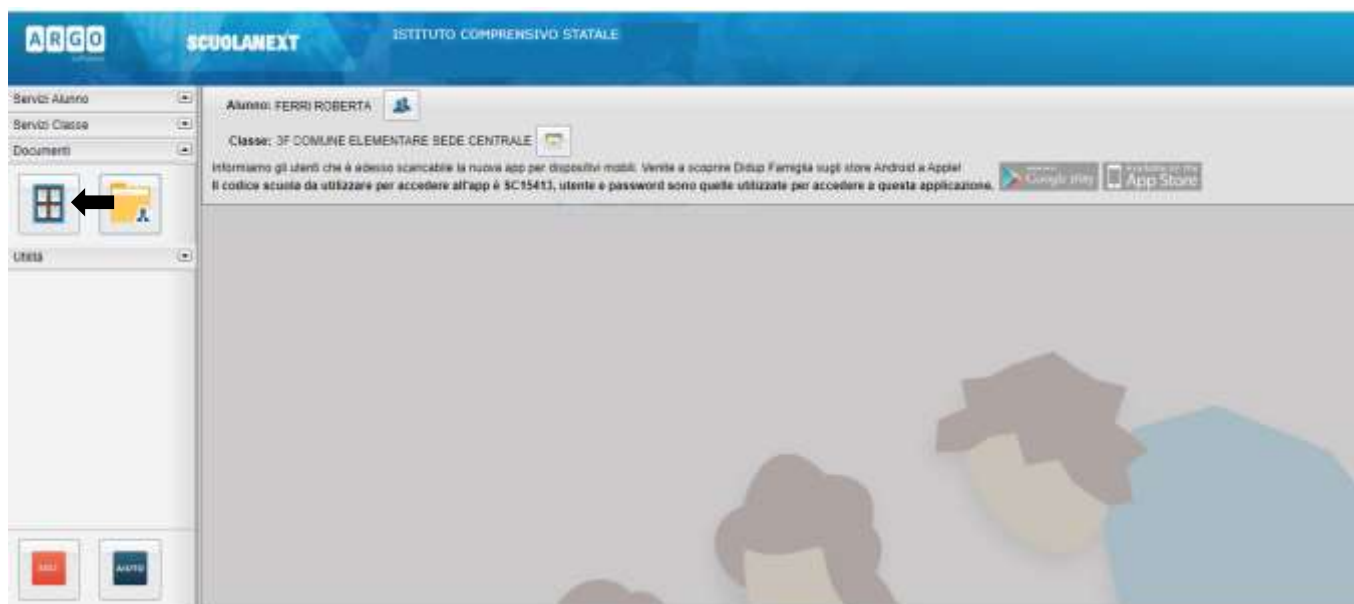 ARGO
SCUOLANEXT
ISTITUTO COMPRENSIVO STATALE
Servizi Alunno
Servizi Classe
Documenti
Utilità
Alunno: FERRI ROBERTA
Classe: 3F COMUNE ELEMENTARE SEDE CENTRALE
Informiamo gli utenti che è adesso scaricabile la nuova app per dispositivi mobili. Venite a scoprire Didup Famiglia sugli store Android e Apple!
Il codice scuola da utilizzare per accedere all'app è SC15413, utente e password sono quelle utilizzate per accedere a questa applicazione.
Google play
App Store
ESCI
AIUTO